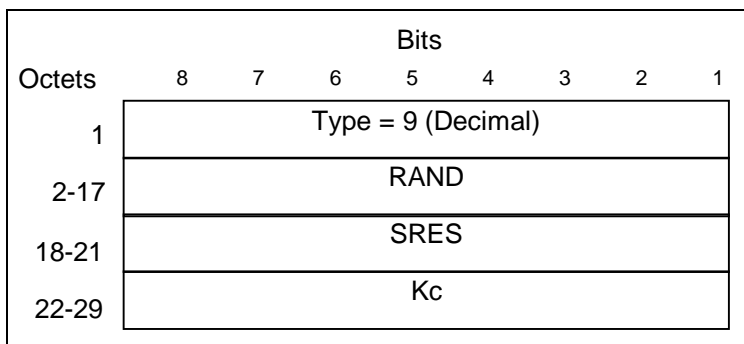 Bits
Octets 8 7 6 5 4 3 2 1
1 Type = 9 (Decimal)
2-17 RAND
18-21 SRES
22-29 Kc